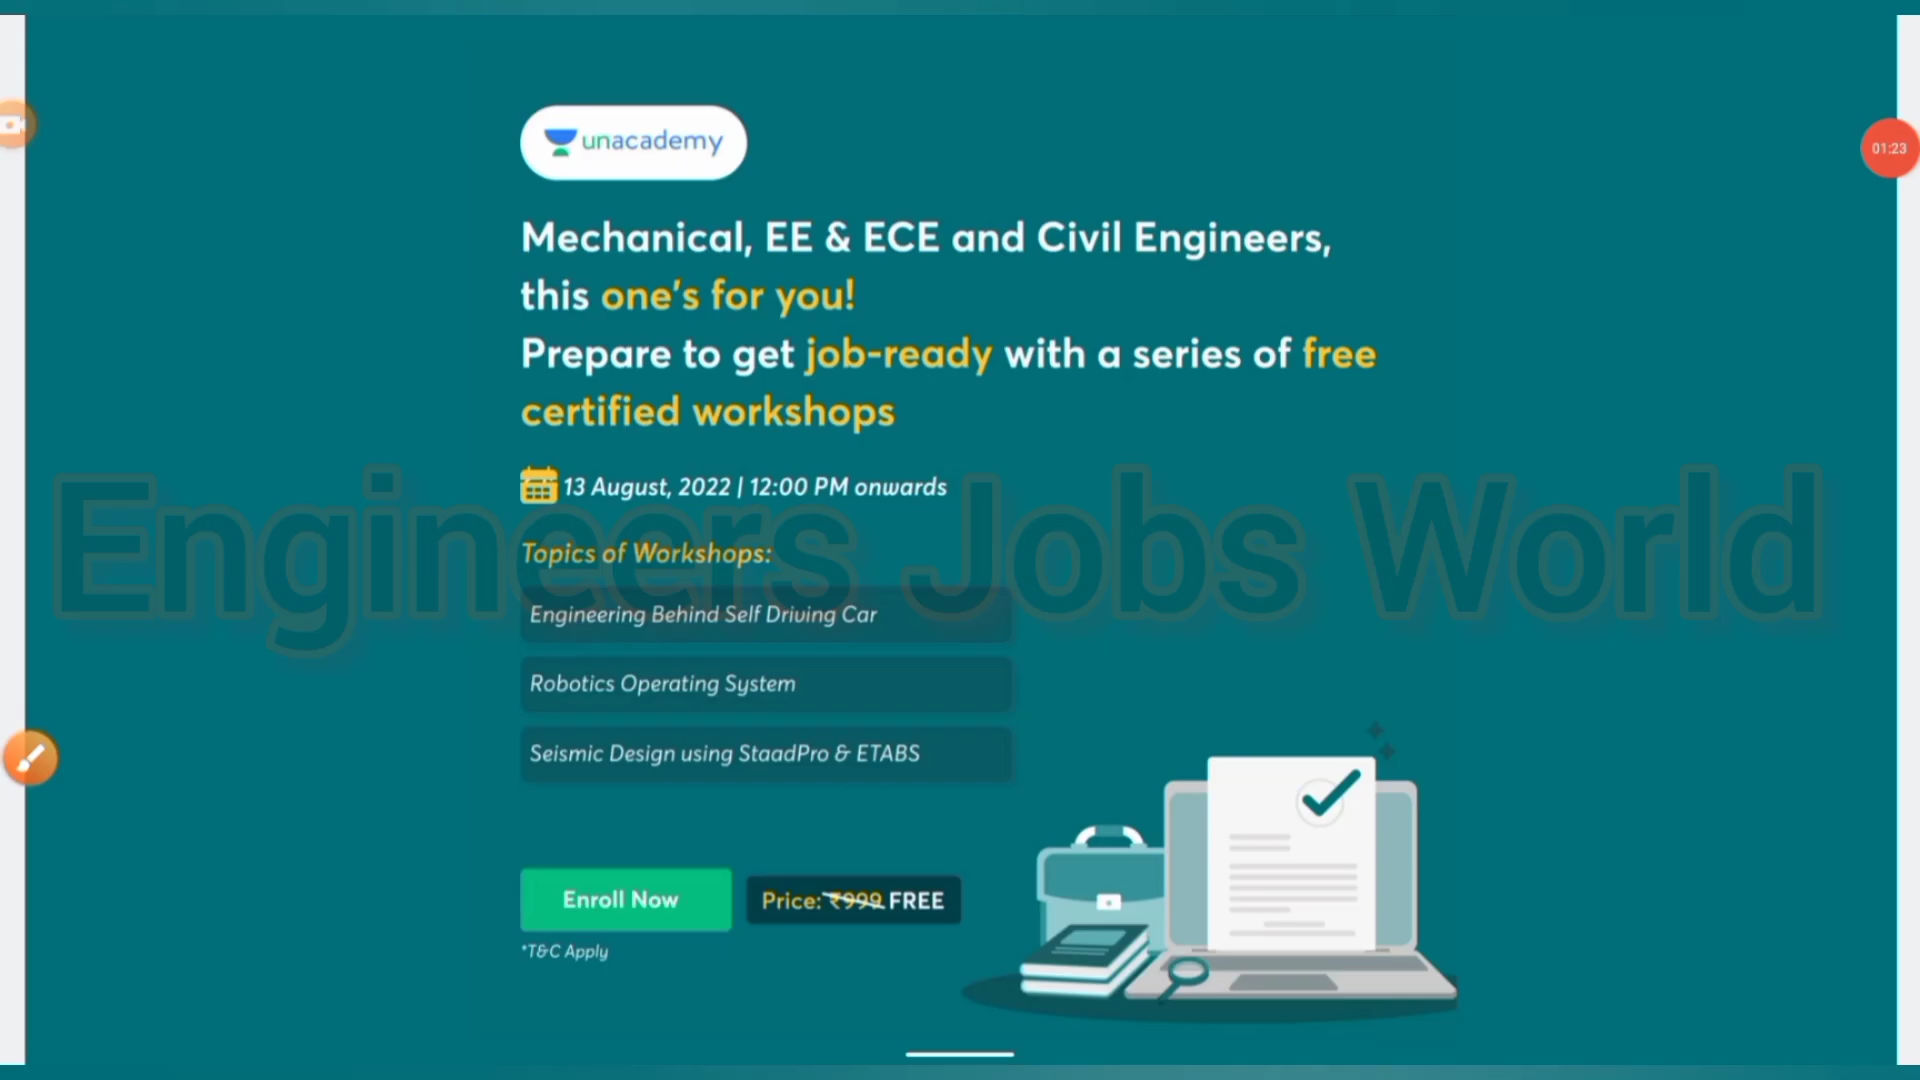 unacademy
01:23
Mechanical, EE & ECE and Civil Engineers,
this one's for you!
Prepare to get job-ready with a series of free
certified workshops
13 August, 2022 | 12:00 PM onwards
Engineers Jobs World
Topics of Workshops:
Engineering Behind Self Driving Car
Robotics Operating System
Seismic Design using StaadPro & ETABS
Enroll Now
Price: ₹999 FREE
*T&C Apply